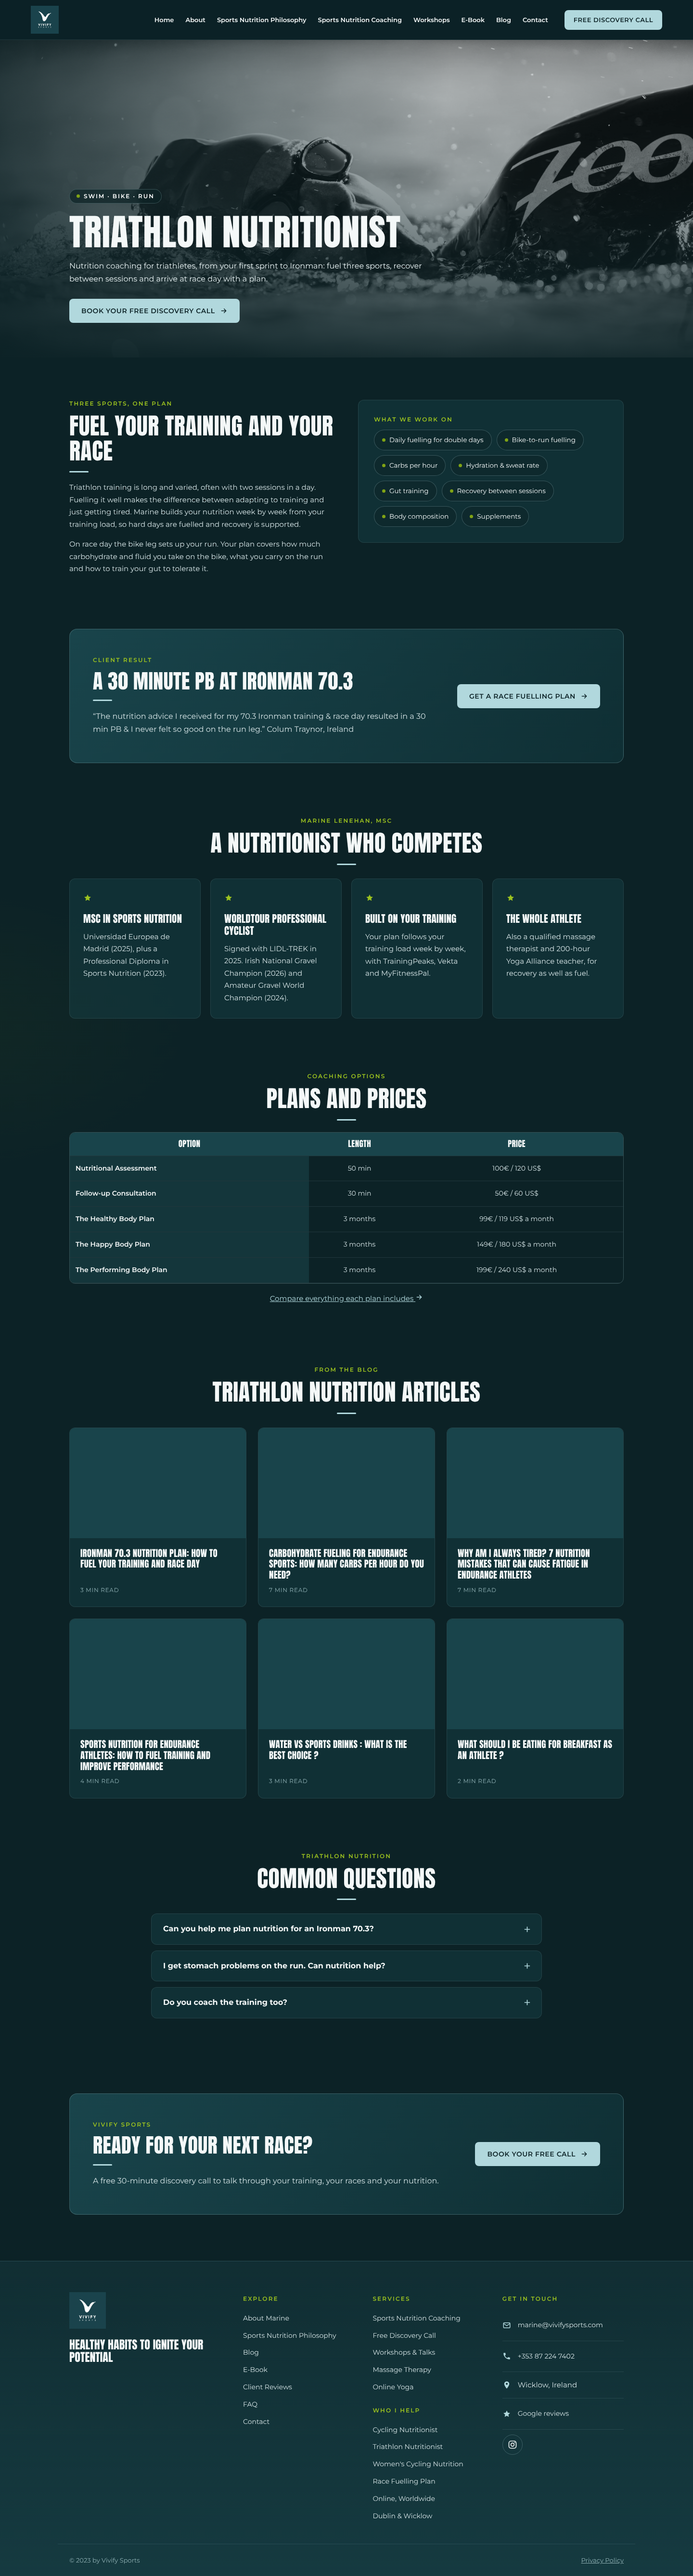 VIVIFY
Home About Sports Nutrition Philosophy Sports Nutrition Coaching Workshops E-Book Blog Contact FREE DISCOVERY CALL
100
SWIM · BIKE · RUN
TRIATHLON NUTRITIONIST
Nutrition coaching for triathletes, from your first sprint to Ironman: fuel three sports, recover
between sessions and arrive at race day with a plan.
BOOK YOUR FREE DISCOVERY CALL →
THREE SPORTS, ONE PLAN
FUEL YOUR TRAINING AND YOUR
RACE
Triathlon training is long and varied, often with two sessions in a day.
Fuelling it well makes the difference between adapting to training and
just getting tired. Marine builds your nutrition week by week from your
training load, so hard days are fuelled and recovery is supported.
On race day the bike leg sets up your run. Your plan covers how much
carbohydrate and fluid you take on the bike, what you carry on the run
and how to train your gut to tolerate it.
WHAT WE WORK ON
Daily fuelling for double days
Bike-to-run fuelling
Carbs per hour
Hydration & sweat rate
Gut training
Recovery between sessions
Body composition
Supplements
CLIENT RESULT
A 30 MINUTE PB AT IRONMAN 70.3
"The nutrition advice I received for my 70.3 Ironman training & race day resulted in a 30
min PB & I never felt so good on the run leg." Colum Traynor, Ireland
GET A RACE FUELLING PLAN →
MARINE LENEHAN, MSC
A NUTRITIONIST WHO COMPETES
MSC IN SPORTS NUTRITION
Universidad Europea de
Madrid (2025), plus a
Professional Diploma in
Sports Nutrition (2023).
WORLDTOUR PROFESSIONAL
CYCLIST
Signed with LIDL-TREK in
2025. Irish National Gravel
Champion (2026) and
Amateur Gravel World
Champion (2024).
BUILT ON YOUR TRAINING
Your plan follows your
training load week by week,
with TrainingPeaks, Vekta
and MyFitnessPal.
THE WHOLE ATHLETE
Also a qualified massage
therapist and 200-hour
Yoga Alliance teacher, for
recovery as well as fuel.
COACHING OPTIONS
PLANS AND PRICES
OPTION LENGTH PRICE
Nutritional Assessment 50 min 100€ / 120 US$
Follow-up Consultation 30 min 50€ / 60 US$
The Healthy Body Plan 3 months 99€ / 119 US$ a month
The Happy Body Plan 3 months 149€ / 180 US$ a month
The Performing Body Plan 3 months 199€ / 240 US$ a month
Compare everything each plan includes →
FROM THE BLOG
TRIATHLON NUTRITION ARTICLES
IRONMAN 70.3 NUTRITION PLAN: HOW TO
FUEL YOUR TRAINING AND RACE DAY
3 MIN READ
CARBOHYDRATE FUELING FOR ENDURANCE
SPORTS: HOW MANY CARBS PER HOUR DO YOU
NEED?
7 MIN READ
WHY AM I ALWAYS TIRED? 7 NUTRITION
MISTAKES THAT CAN CAUSE FATIGUE IN
ENDURANCE ATHLETES
7 MIN READ
SPORTS NUTRITION FOR ENDURANCE
ATHLETES: HOW TO FUEL TRAINING AND
IMPROVE PERFORMANCE
4 MIN READ
WATER VS SPORTS DRINKS : WHAT IS THE
BEST CHOICE ?
3 MIN READ
WHAT SHOULD I BE EATING FOR BREAKFAST AS
AN ATHLETE ?
2 MIN READ
TRIATHLON NUTRITION
COMMON QUESTIONS
Can you help me plan nutrition for an Ironman 70.3? +
I get stomach problems on the run. Can nutrition help? +
Do you coach the training too? +
VIVIFY SPORTS
READY FOR YOUR NEXT RACE?
A free 30-minute discovery call to talk through your training, your races and your nutrition.
BOOK YOUR FREE CALL →
VIVIFY
SPORTS
HEALTHY HABITS TO IGNITE YOUR
POTENTIAL
EXPLORE
About Marine
Sports Nutrition Philosophy
Blog
E-Book
Client Reviews
FAQ
Contact
SERVICES
Sports Nutrition Coaching
Free Discovery Call
Workshops & Talks
Massage Therapy
Online Yoga
WHO I HELP
Cycling Nutritionist
Triathlon Nutritionist
Women's Cycling Nutrition
Race Fuelling Plan
Online, Worldwide
Dublin & Wicklow
GET IN TOUCH
marine@vivifysports.com
+353 87 224 7402
Wicklow, Ireland
Google reviews
© 2023 by Vivify Sports
Privacy Policy